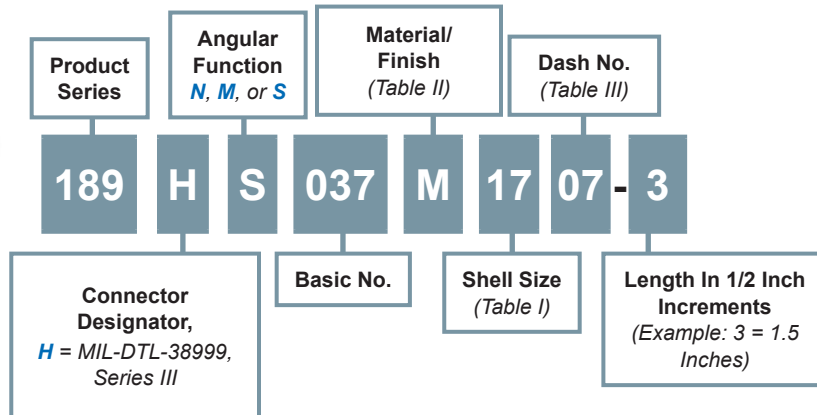 Product
Series
Angular
Function
N, M, or S
Material/
Finish
(Table II)
Dash No.
(Table III)
189 H S 037 M 17 07 - 3
Connector
Designator,
H = MIL-DTL-38999,
Series III
Basic No.
Shell Size
(Table I)
Length In 1/2 Inch
Increments
(Example: 3 = 1.5
Inches)